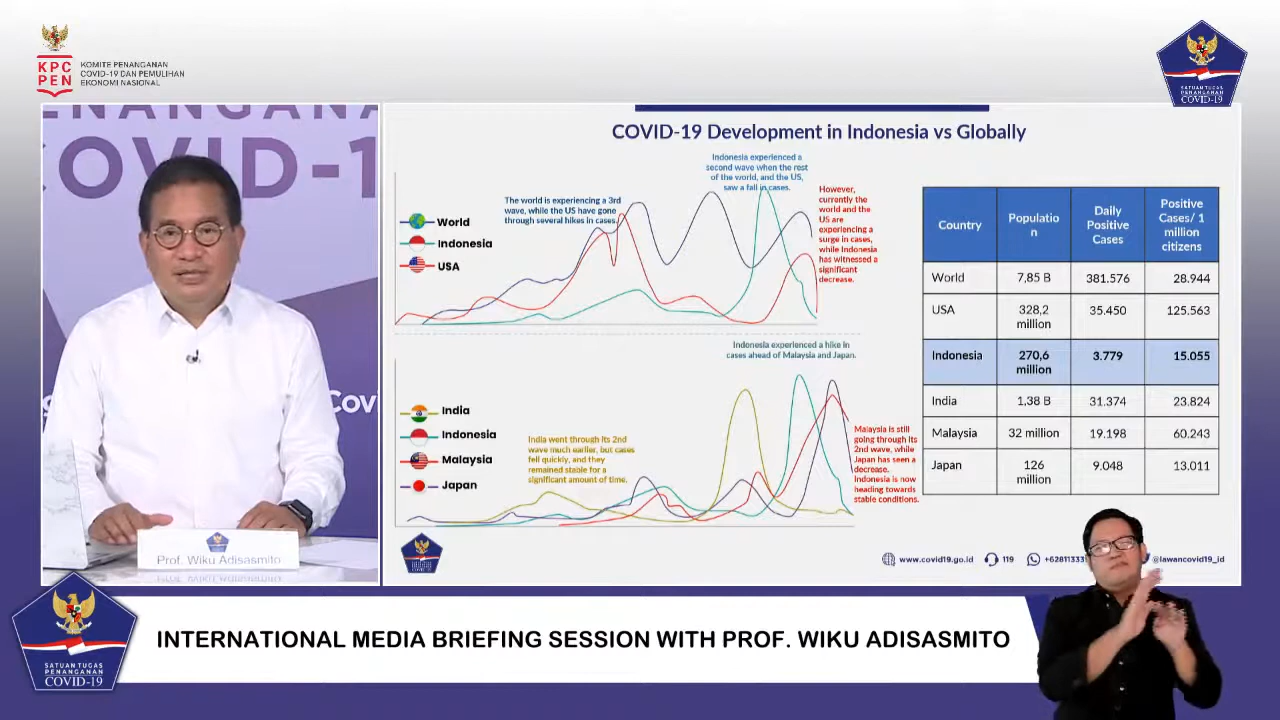 KPC
PEN
KOMITE PENANGANAN
COVID-19 DAN PEMULIHAN
EKONOMI NASIONAL
SATUAN TUGAS
PENANGANAN
COVID-19
ENANGANA
COVID-1
Cov
Prof. Wiku Adisasmito
COVID-19 Development in Indonesia vs Globally
World
Indonesia
USA
The world is experiencing a 3rd
wave, while the US have gone
through several hikes in cases.
Indonesia experienced a
second wave when the rest
of the world, and the US,
saw a fall in cases.
However,
currently the
world and the
US are
experiencing a
surge in cases,
while Indonesia
has witnessed a
significant
decrease.
India
Indonesia
Malaysia
Japan
India went through its 2nd
wave much earlier, but cases
fell quickly, and they
remained stable for a
significant amount of time.
Indonesia experienced a hike in
cases ahead of Malaysia and Japan.
Malaysia is still
going through its
2nd wave, while
Japan has seen a
decrease.
Indonesia is now
heading towards
stable conditions.
Country Populatio
n Daily
Positive
Cases Positive
Cases/ 1
million
citizens
World 7,85 B 381.576 28.944
USA 328,2
million 35.450 125.563
Indonesia 270,6
million 3.779 15.055
India 1,38 B 31.374 23.824
Malaysia 32 million 19.198 60.243
Japan 126
million 9.048 13.011
www.covid19.go.id 119 +62811333 @lawancovid19_id
SATUAN TUGAS
PENANGANAN
COVID-19
INTERNATIONAL MEDIA BRIEFING SESSION WITH PROF. WIKU ADISASMITO